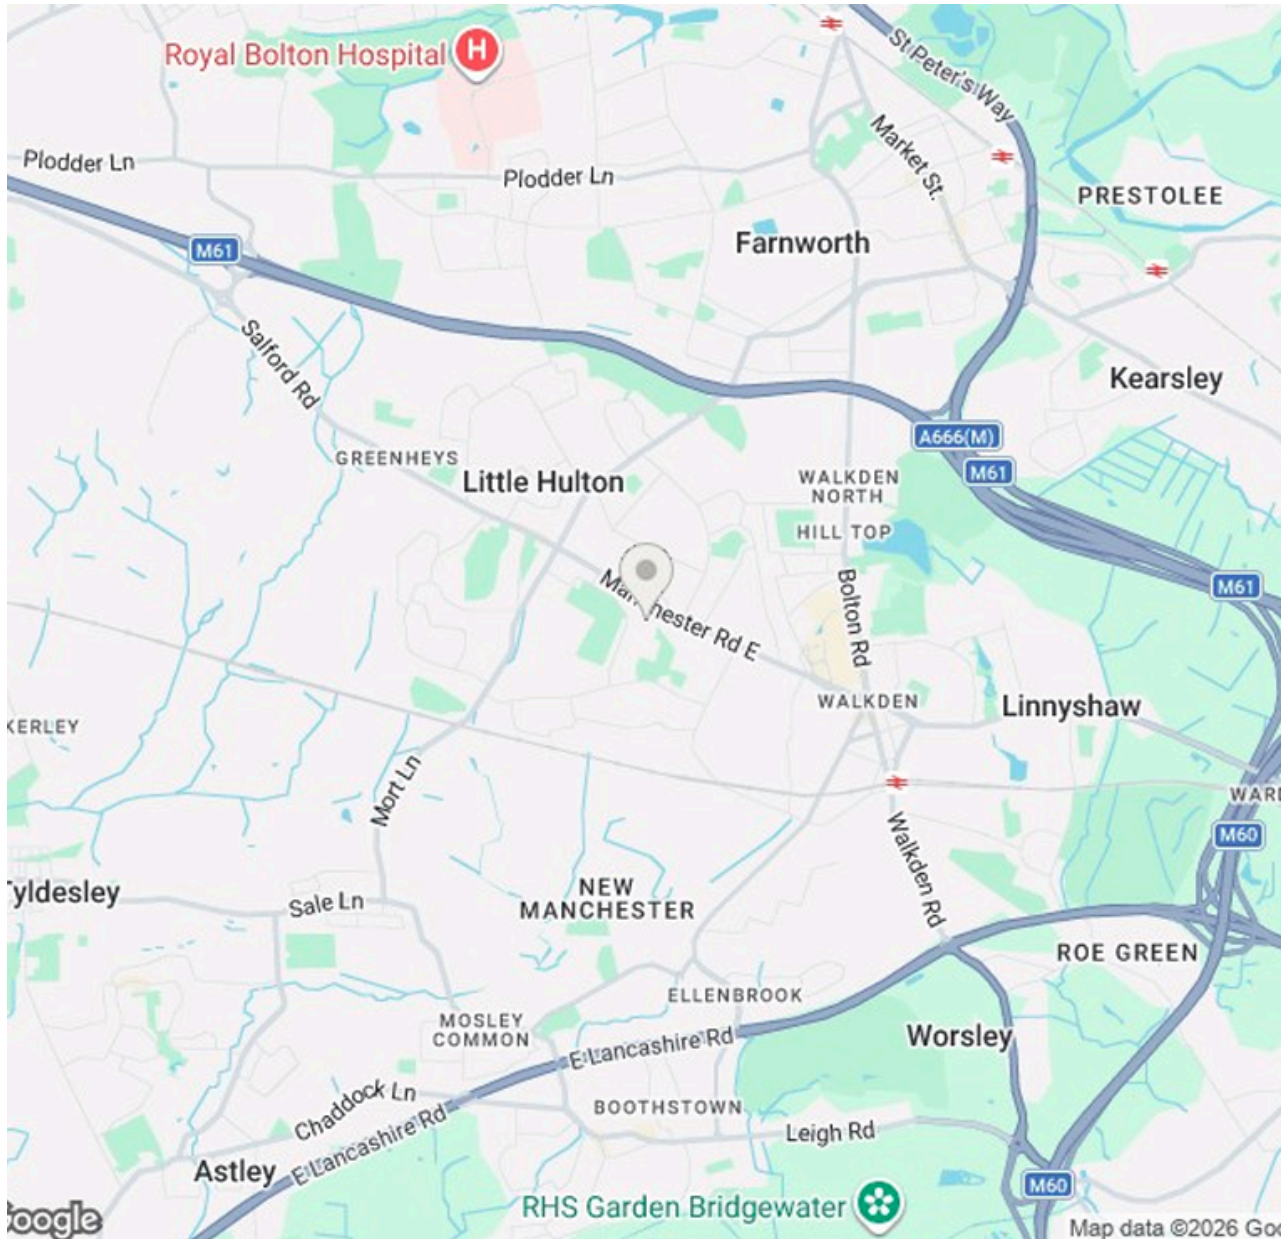 Royal Bolton Hospital
H
St Peter's Way
Market St.
Plodder Ln
Plodder Ln
PRESTOLEE
M61
Farnworth
Salford Rd
Kearsley
A666(M)
M61
GREENHEYS
Little Hulton
WALKDEN
NORTH
HILL TOP
M61
Manchester Rd E
Bolton Rd
WALKDEN
Linnyshaw
KERLEY
Mort Ln
WARD
M60
Walkden Rd
Tyldesley
Sale Ln
NEW
MANCHESTER
ROE GREEN
ELLENBROOK
MOSLEY
COMMON
E Lancashire Rd
Worsley
Chaddock Ln
BOOTHSTOWN
E Lancashire Rd
Leigh Rd
Astley
M60
RHS Garden Bridgewater
Google
Map data ©2026 Goo